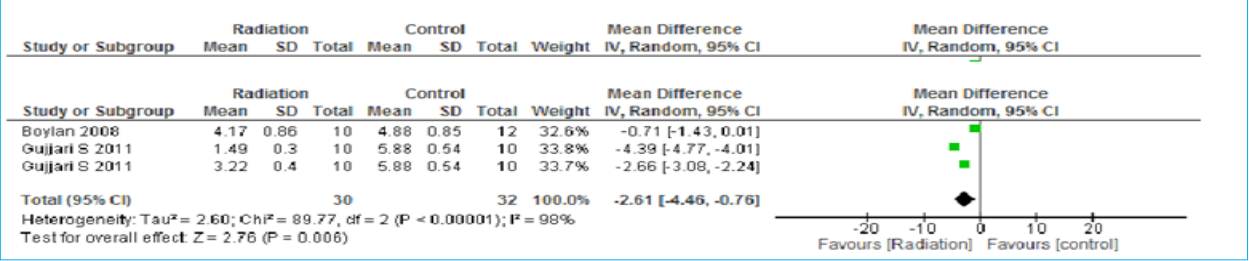 Radiation Control Mean Difference Mean Difference
Study or Subgroup Mean SD Total Mean SD Total Weight IV, Random, 95% CI IV, Random, 95% CI
Radiation Control Mean Difference Mean Difference
Study or Subgroup Mean SD Total Mean SD Total Weight IV, Random, 95% CI IV, Random, 95% CI
Boylan 2008 4.17 0.86 10 4.88 0.85 12 32.6% -0.71 [-1.43, 0.01]
Gujjari S 2011 1.49 0.3 10 5.88 0.54 10 33.8% -4.39 [-4.77, -4.01]
Gujjari S 2011 3.22 0.4 10 5.88 0.54 10 33.7% -2.66 [-3.08, -2.24]
Total (95% CI) 30 32 100.0% -2.61 [-4.46, -0.76]
Heterogeneity: Tau² = 2.60; Chi² = 89.77, df = 2 (P < 0.00001); I² = 98%
Test for overall effect: Z = 2.76 (P = 0.006)
-20 -10 0 10 20
Favours [Radiation] Favours [control]